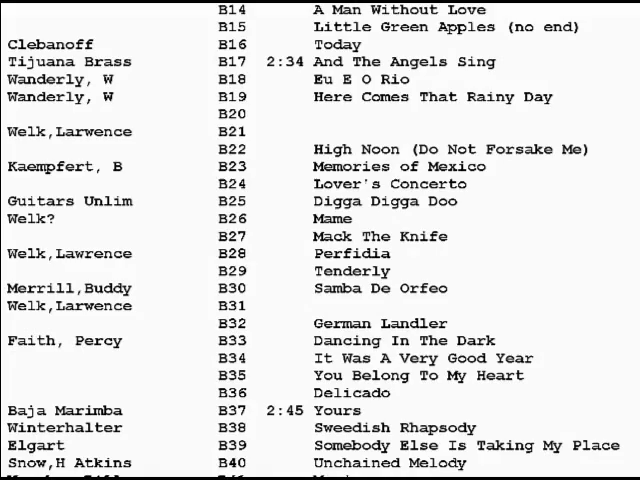 B14 A Man Without Love
B15 Little Green Apples (no end)
Clebanoff B16 Today
Tijuana Brass B17 2:34 And The Angels Sing
Wanderly, W B18 Eu E O Rio
Wanderly, W B19 Here Comes That Rainy Day
B20
Welk,Larwence B21
B22 High Noon (Do Not Forsake Me)
Kaempfert, B B23 Memories of Mexico
B24 Lover's Concerto
Guitars Unlim B25 Digga Digga Doo
Welk? B26 Mame
B27 Mack The Knife
Welk,Lawrence B28 Perfidia
B29 Tenderly
Merrill,Buddy B30 Samba De Orfeo
Welk,Larwence B31
B32 German Landler
Faith, Percy B33 Dancing In The Dark
B34 It Was A Very Good Year
B35 You Belong To My Heart
B36 Delicado
Baja Marimba B37 2:45 Yours
Winterhalter B38 Swedish Rhapsody
Elgart B39 Somebody Else Is Taking My Place
Snow,H Atkins B40 Unchained Melody